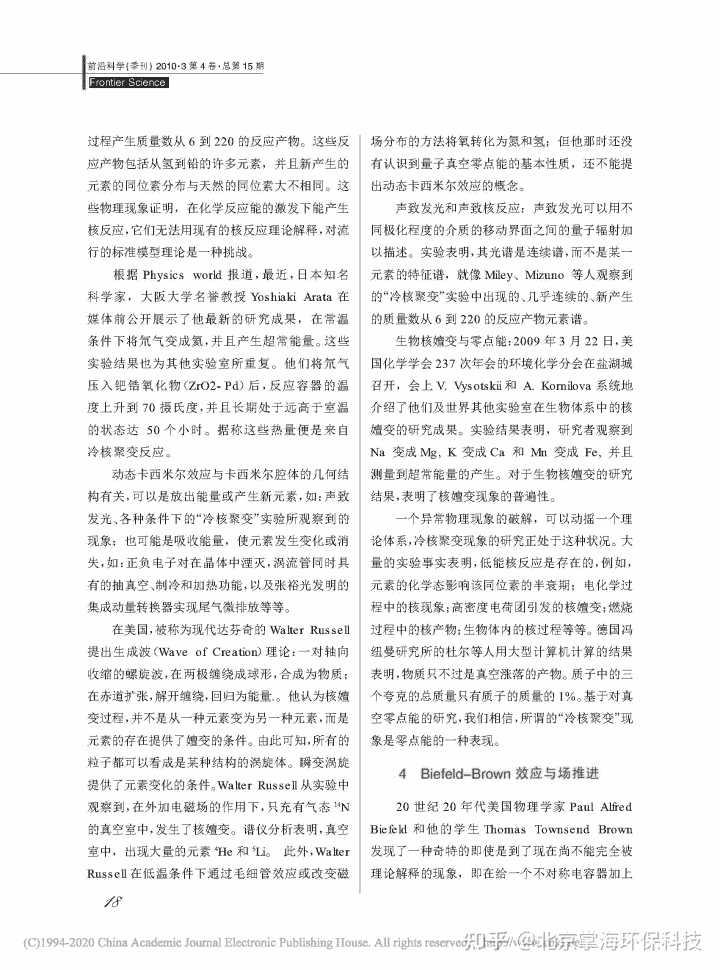 前沿科学(季刊) 2010·3 第 4 卷·总第 15 期
Frontier Science
过程产生质量数从 6 到 220 的反应产物。这些反
应产物包括从氢到铅的许多元素，并且新产生的
元素的同位素分布与天然的同位素大不相同。这
些物理现象证明，在化学反应能的激发下能产生
核反应，它们无法用现有的核反应理论解释，对流
行的标准模型理论是一种挑战。
根据 Physics world 报道，最近，日本知名
科学家，大阪大学名誉教授 Yoshiaki Arata 在
媒体前公开展示了他最新的研究成果，在常温
条件下将氘气变成氦，并且产生超常能量。这些
实验结果也为其他实验室所重复。他们将氘气
压入钯锆氧化物(ZrO2- Pd)后，反应容器的温
度上升到 70 摄氏度，并且长期处于远高于室温
的状态达 50 个小时。据称这些热量便是来自
冷核聚变反应。
动态卡西米尔效应与卡西米尔腔体的几何结
构有关，可以是放出能量或产生新元素，如：声致
发光、各种条件下的“冷核聚变”实验所观察到的
现象；也可能是吸收能量，使元素发生变化或消
失，如：正负电子对在晶体中湮灭，涡流管同时具
有的抽真空、制冷和加热功能，以及张裕光发明的
集成动量转换器实现尾气微排放等等。
在美国，被称为现代达芬奇的 Walter Russell
提出生成波(Wave of Creation)理论：一对轴向
收缩的螺旋波，在两极缠绕成球形，合成为物质；
在赤道扩张，解开缠绕，回归为能量.。他认为核嬗
变过程，并不是从一种元素变为另一种元素，而是
元素的存在提供了嬗变的条件。由此可知，所有的
粒子都可以看成是某种结构的涡旋体。瞬变涡旋
提供了元素变化的条件。Walter Russell 从实验中
观察到，在外加电磁场的作用下，只充有气态 ¹⁴N
的真空室中，发生了核嬗变。谱仪分析表明，真空
室中，出现大量的元素 ⁴He 和 ⁵Li。 此外，Walter
Russell 在低温条件下通过毛细管效应或改变磁
场分布的方法将氧转化为氮和氢；但他那时还没
有认识到量子真空零点能的基本性质，还不能提
出动态卡西米尔效应的概念。
声致发光和声致核反应：声致发光可以用不
同极化程度的介质的移动界面之间的量子辐射加
以描述。实验表明，其光谱是连续谱，而不是某一
元素的特征谱，就像 Miley、Mizuno 等人观察到
的“冷核聚变”实验中出现的、几乎连续的、新产生
的质量数从 6 到 220 的反应产物元素谱。
生物核嬗变与零点能：2009 年 3 月 22 日，美
国化学学会 237 次年会的环境化学分会在盐湖城
召开，会上 V. Vysotskii 和 A. Kornilova 系统地
介绍了他们及世界其他实验室在生物体系中的核
嬗变的研究成果。实验结果表明，研究者观察到
Na 变成 Mg, K 变成 Ca 和 Mn 变成 Fe, 并且
测量到超常能量的产生。对于生物核嬗变的研究
结果，表明了核嬗变现象的普遍性。
一个异常物理现象的破解，可以动摇一个理
论体系，冷核聚变现象的研究正处于这种状况。大
量的实验事实表明，低能核反应是存在的，例如，
元素的化学态影响该同位素的半衰期；电化学过
程中的核现象；高密度电荷团引发的核嬗变；燃烧
过程中的核产物；生物体内的核过程等等。德国冯
纽曼研究所的杜尔等人用大型计算机计算的结果
表明，物质只不过是真空涨落的产物。质子中的三
个夸克的总质量只有质子的质量的 1%。基于对真
空零点能的研究，我们相信，所谓的“冷核聚变”现
象是零点能的一种表现。
4 Biefeld–Brown 效应与场推进
20 世纪 20 年代美国物理学家 Paul Alfred
Biefeld 和他的学生 Thomas Townsend Brown
发现了一种奇特的即使是到了现在尚不能完全被
理论解释的现象，即在给一个不对称电容器加上
18
(C)1994-2020 China Academic Journal Electronic Publishing House. All rights reserved.
知乎 @北京掌海环保科技